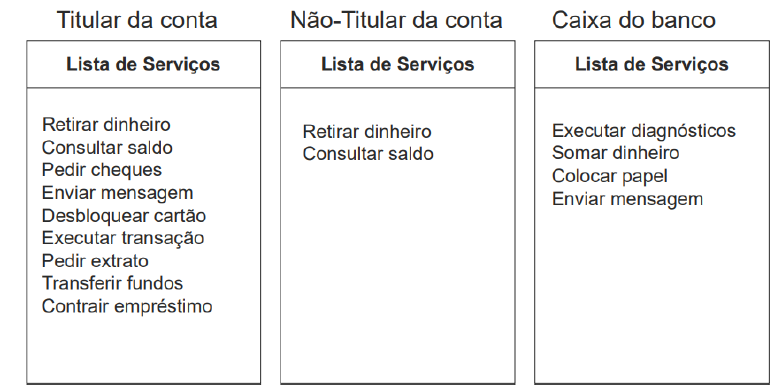 Titular da conta
Lista de Serviços
Retirar dinheiro
Consultar saldo
Pedir cheques
Enviar mensagem
Desbloquear cartão
Executar transação
Pedir extrato
Transferir fundos
Contrair empréstimo
Não-Titular da conta
Lista de Serviços
Retirar dinheiro
Consultar saldo
Caixa do banco
Lista de Serviços
Executar diagnósticos
Somar dinheiro
Colocar papel
Enviar mensagem